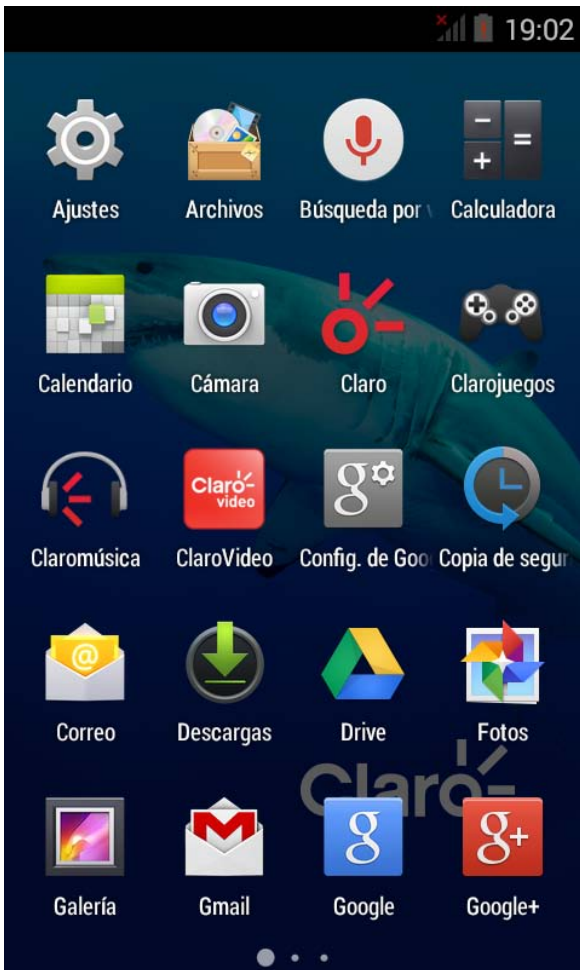 19:02
Ajustes
Archivos
Búsqueda por
Calculadora
Calendario
Cámara
Claro
Clarojuegos
Claro-
video
Claromúsica
ClaroVideo
Config. de Goo
Copia de segur
Correo
Descargas
Drive
Fotos
Claro-
Galería
Gmail
Google
Google+